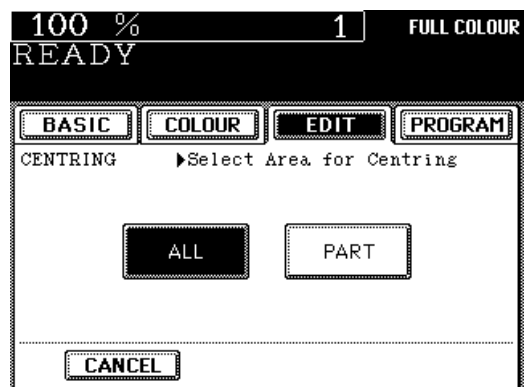 100 % 1 FULL COLOUR
READY
BASIC COLOUR EDIT PROGRAM
CENTRING ▶Select Area for Centring
ALL PART
CANCEL